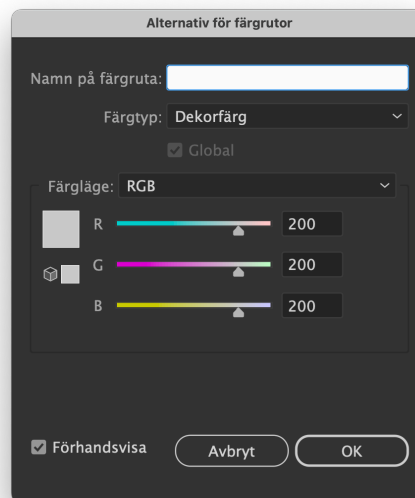 Alternativ för färgrutor
Namn på färgruta:
Färgtyp: Dekorfärg
Global
Färgläge: RGB
R 200
G 200
B 200
Förhandsvisa Avbryt OK